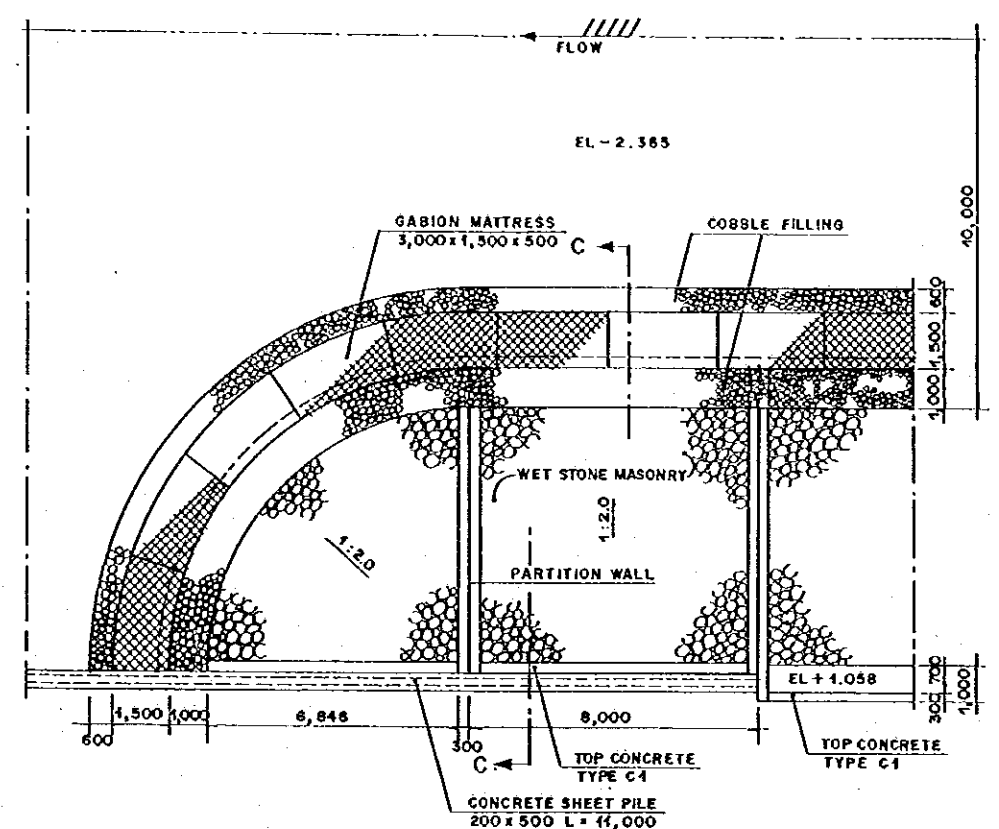 FLOW
EL - 2.365
10,000
GABION MATTRESS
3,000 x 1,500 x 500
C
COBBLE FILLING
600
1,500
1,000
WET STONE MASONRY
1:2.0
1:2.0
PARTITION WALL
EL + 1.058
700
300
1,000
600
1,500
1,000
6,846
300
8,000
C
TOP CONCRETE
TYPE C1
TOP CONCRETE
TYPE C1
CONCRETE SHEET PILE
200 x 500 L = 11,000